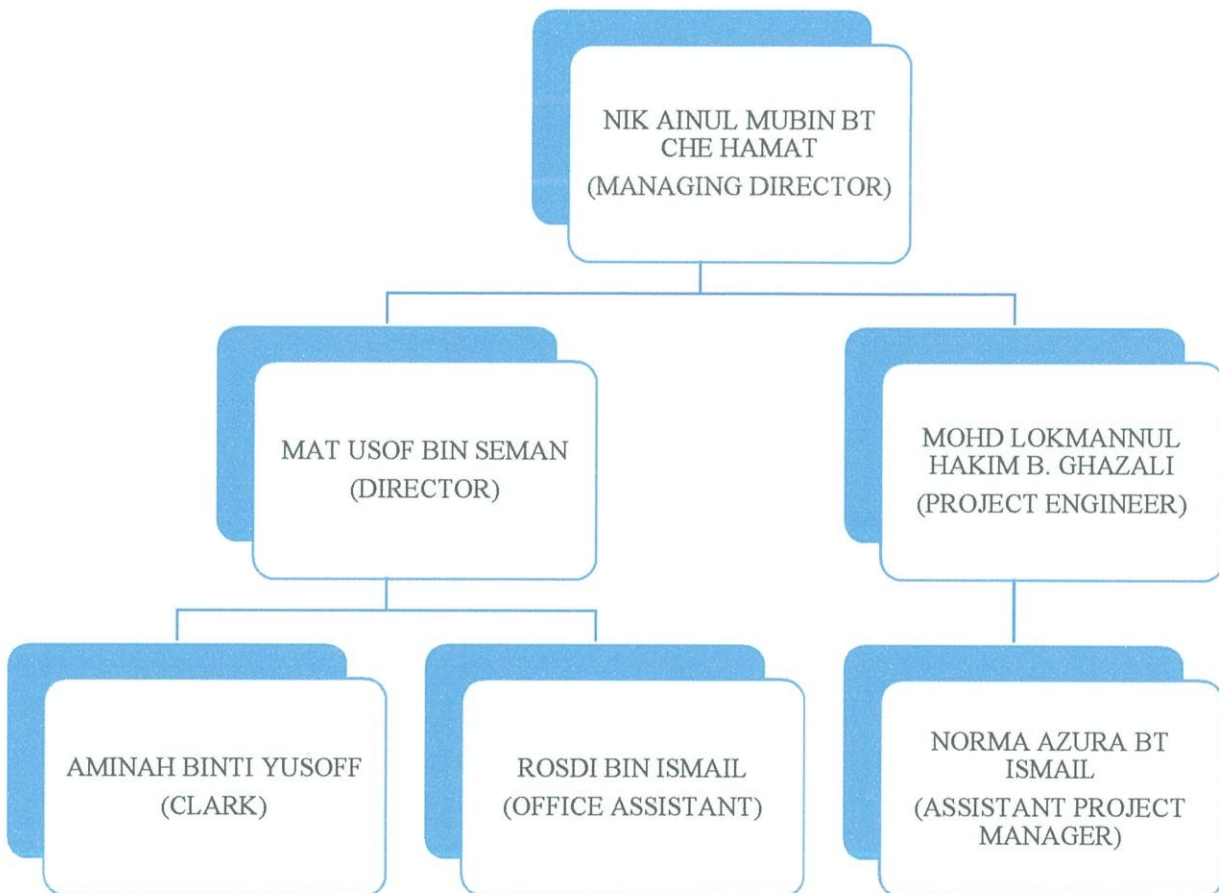 NIK AINUL MUBIN BT
CHE HAMAT
(MANAGING DIRECTOR)
MAT USOF BIN SEMAN
(DIRECTOR)
MOHD LOKMANNUL
HAKIM B. GHAZALI
(PROJECT ENGINEER)
AMINAH BINTI YUSOFF
(CLARK)
ROSDI BIN ISMAIL
(OFFICE ASSISTANT)
NORMA AZURA BT
ISMAIL
(ASSISTANT PROJECT
MANAGER)